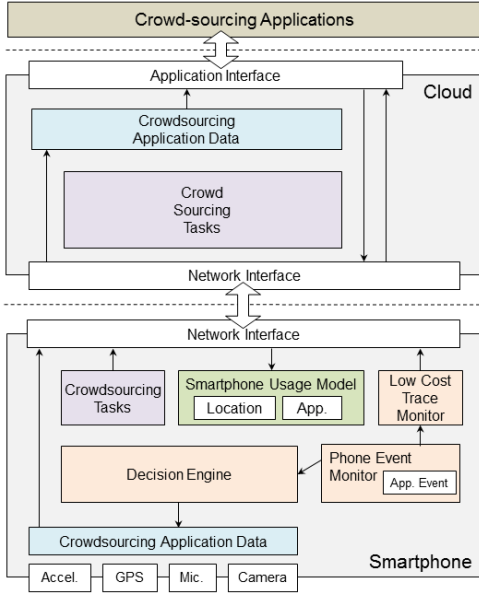 Crowd-sourcing Applications
Application Interface
Cloud
Crowdsourcing
Application Data
Crowd
Sourcing
Tasks
Network Interface
Network Interface
Crowdsourcing
Tasks
Smartphone Usage Model
Location
App.
Low Cost
Trace
Monitor
Decision Engine
Phone Event
Monitor
App. Event
Crowdsourcing Application Data
Smartphone
Accel.
GPS
Mic.
Camera